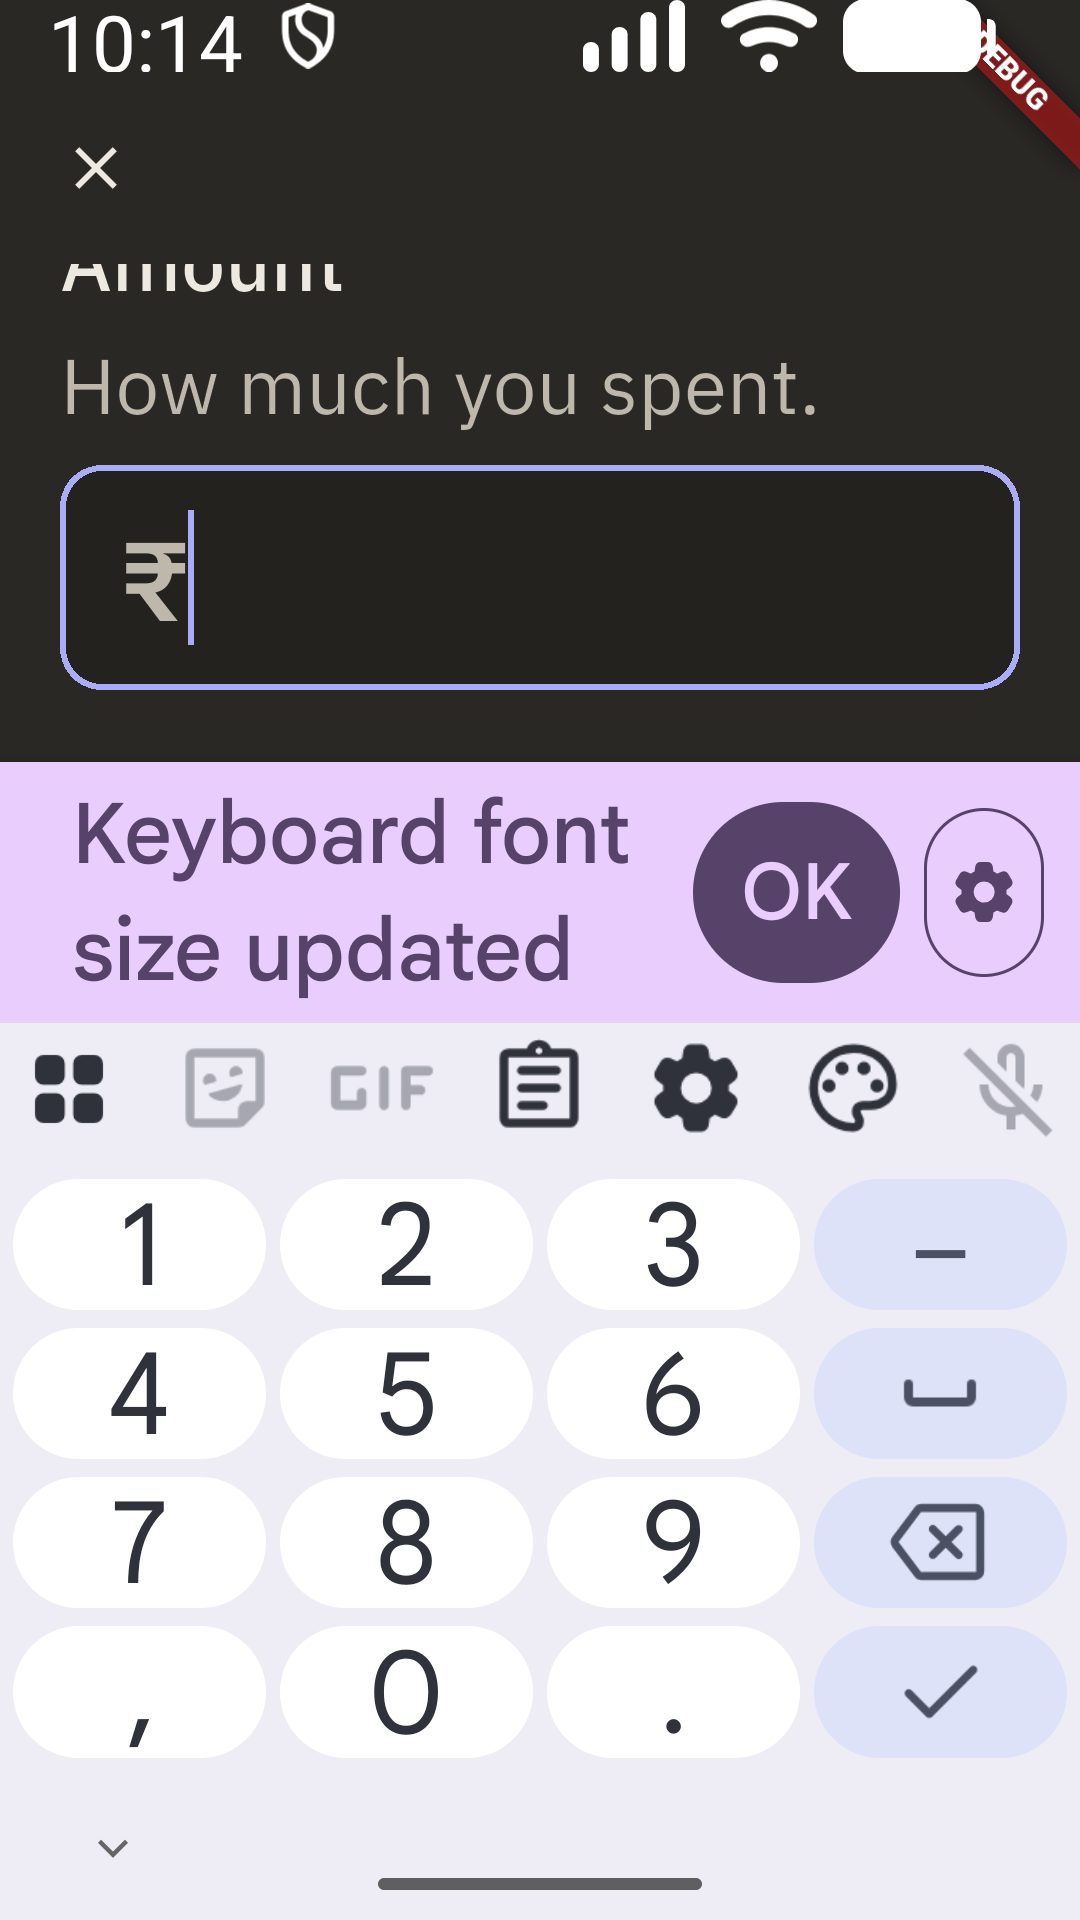 10:14
DEBUG
Amount
How much you spent.
₹
Keyboard font
size updated
OK
GIF
1 2 3 –
4 5 6
7 8 9
, 0 .